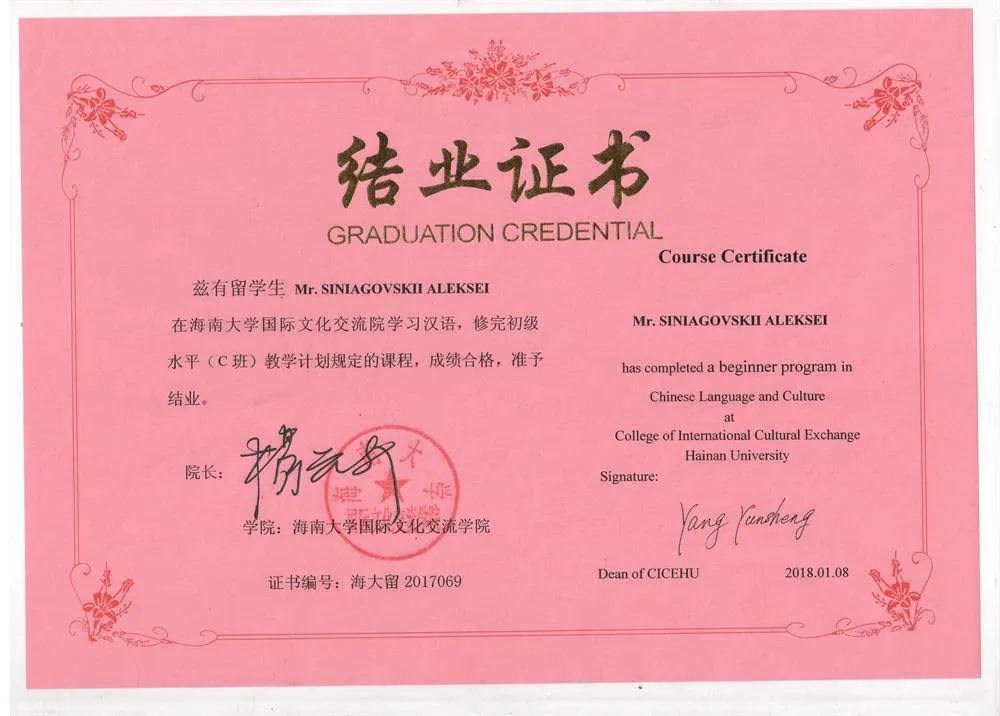 结业证书
GRADUATION CREDENTIAL
兹有留学生 Mr. SINIAGOVSKII ALEKSEI
在海南大学国际文化交流院学习汉语，修完初级
水平（C 班）教学计划规定的课程，成绩合格，准予
结业。
院长：
学院：海南大学国际文化交流学院
证书编号：海大留 2017069
Course Certificate
Mr. SINIAGOVSKII ALEKSEI
has completed a beginner program in
Chinese Language and Culture
at
College of International Cultural Exchange
Hainan University
Signature:
Yang Yunsheng
Dean of CICEHU 2018.01.08